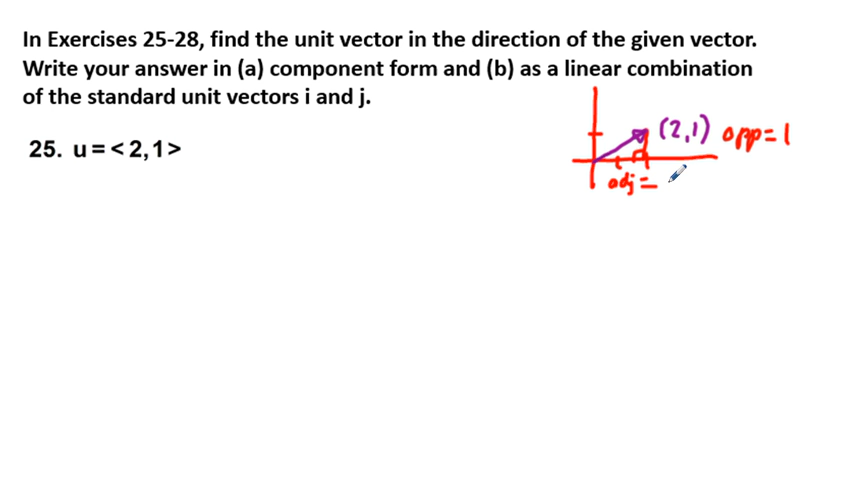 In Exercises 25-28, find the unit vector in the direction of the given vector.
Write your answer in (a) component form and (b) as a linear combination
of the standard unit vectors i and j.
(2,1) opp=1
25. u=<2,1>
adj=